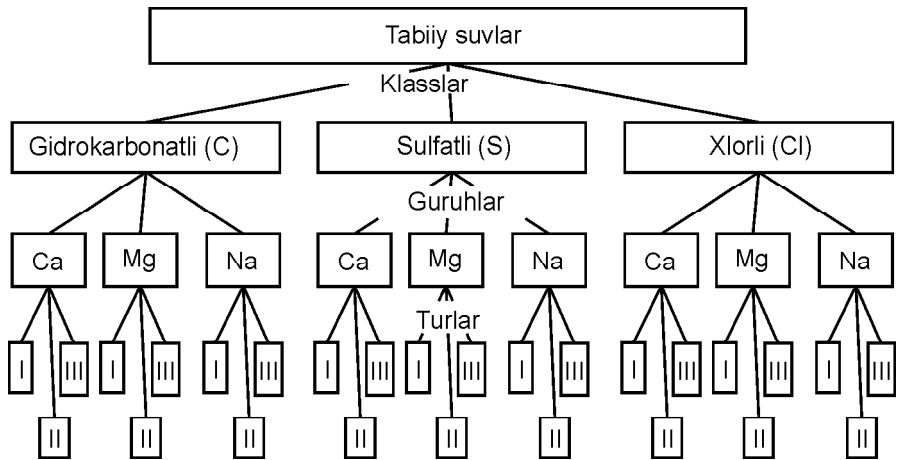 Tabiiy suvlar
Klasslar
Gidrokarbonatli (C) Sulfatli (S) Xlorli (Cl)
Guruhlar
Ca Mg Na Ca Mg Na Ca Mg Na
Turlar
I III I III I III I III I III I III I III I III I III
II II II II II II II II II